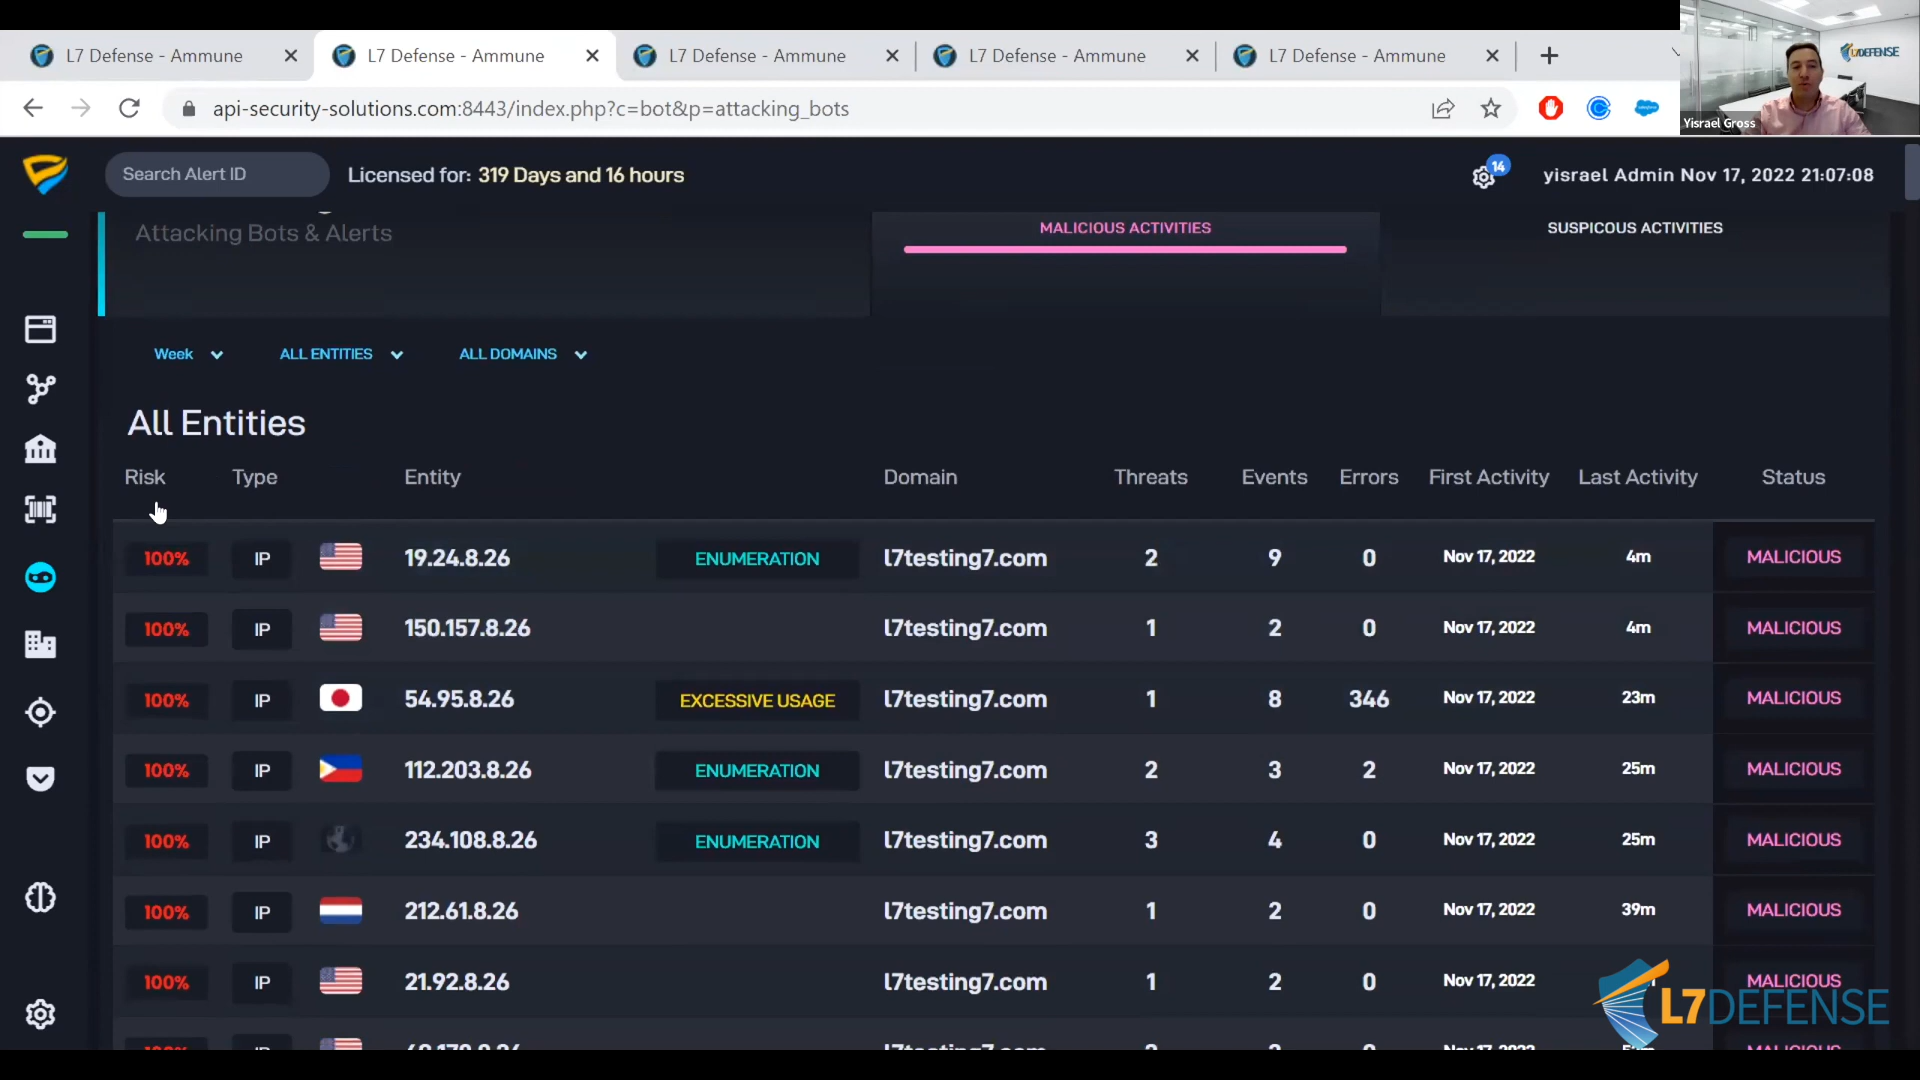 L7 Defense - Ammune L7 Defense - Ammune L7 Defense - Ammune L7 Defense - Ammune L7 Defense - Ammune
api-security-solutions.com:8443/index.php?c=bot&p=attacking_bots
L7DEFENSE
Yisrael Gross
Search Alert ID Licensed for: 319 Days and 16 hours 14 yisrael Admin Nov 17, 2022 21:07:08
Attacking Bots & Alerts MALICIOUS ACTIVITIES SUSPICOUS ACTIVITIES
Week ALL ENTITIES ALL DOMAINS
All Entities
Risk Type Entity Domain Threats Events Errors First Activity Last Activity Status
100% IP 19.24.8.26 ENUMERATION l7testing7.com 2 9 0 Nov 17, 2022 4m MALICIOUS
100% IP 150.157.8.26 l7testing7.com 1 2 0 Nov 17, 2022 4m MALICIOUS
100% IP 54.95.8.26 EXCESSIVE USAGE l7testing7.com 1 8 346 Nov 17, 2022 23m MALICIOUS
100% IP 112.203.8.26 ENUMERATION l7testing7.com 2 3 2 Nov 17, 2022 25m MALICIOUS
100% IP 234.108.8.26 ENUMERATION l7testing7.com 3 4 0 Nov 17, 2022 25m MALICIOUS
100% IP 212.61.8.26 l7testing7.com 1 2 0 Nov 17, 2022 39m MALICIOUS
100% IP 21.92.8.26 l7testing7.com 1 2 0 Nov 17, 2022 MALICIOUS
L7DEFENSE